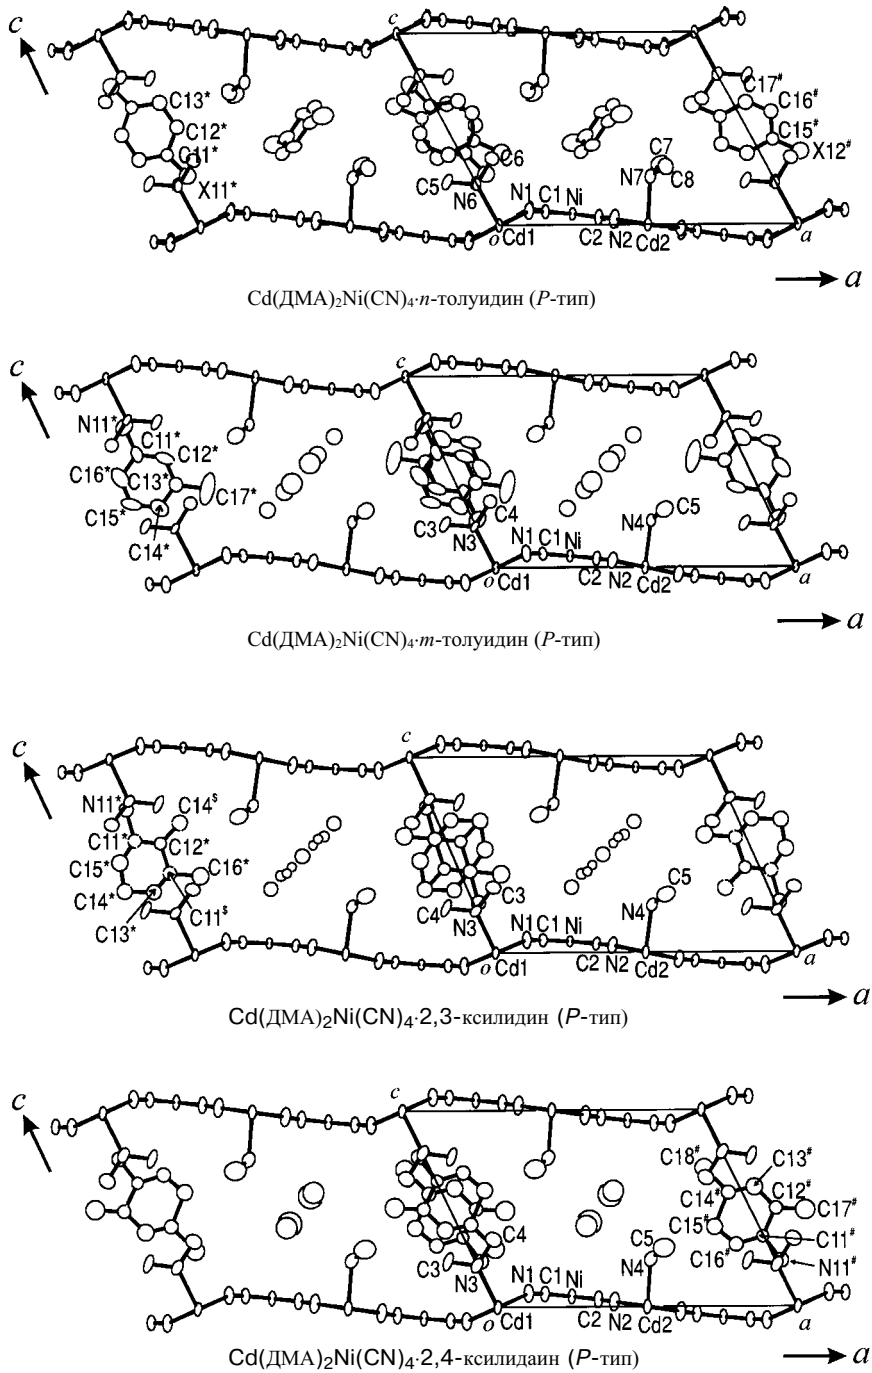 c
c
C13*
C12*
C11*
X11*
C17#
C16#
C15#
X12#
C6
C5
N6
N1 C1 Ni
C7
N7 C8
o Cd1
C2 N2 Cd2
a
a
Cd(ДМА)₂Ni(CN)₄·п-толуидин (P-тип)
c
c
N11*
C11*
C12*
C16*
C13*
C17*
C15*
C14*
C4
C3
N3
N1 C1 Ni
C5
N4
o Cd1
C2 N2 Cd2
a
a
Cd(ДМА)₂Ni(CN)₄·m-толуидин (P-тип)
c
c
N11*
C14$
C11*
C12*
C15*
C16*
C14*
C11$
C13*
C3
C4
N3
N1 C1 Ni
C5
N4
o Cd1
C2 N2 Cd2
a
a
Cd(ДМА)₂Ni(CN)₄·2,3-ксилидин (P-тип)
c
c
C18#
C13#
C14#
C12#
C17#
C15#
C11#
C16#
N11#
C4
C3
N3
N1 C1 Ni
C5
N4
o Cd1
C2 N2 Cd2
a
a
Cd(ДМА)₂Ni(CN)₄·2,4-ксилидаин (P-тип)